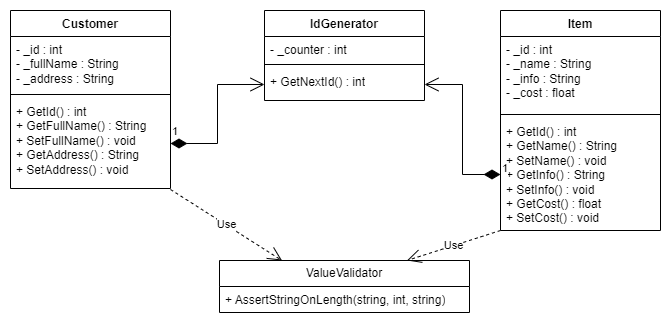 Customer
- _id : int
- _fullName : String
- _address : String
+ GetId() : int
+ GetFullName() : String
+ SetFullName() : void
+ GetAddress() : String
+ SetAddress() : void
1
IdGenerator
- _counter : int
+ GetNextId() : int
Item
- _id : int
- _name : String
- _info : String
- _cost : float
+ GetId() : int
+ GetName() : String
+ SetName() : void
+ GetInfo() : String
+ SetInfo() : void
+ GetCost() : float
+ SetCost() : void
1
Use
Use
ValueValidator
+ AssertStringOnLength(string, int, string)